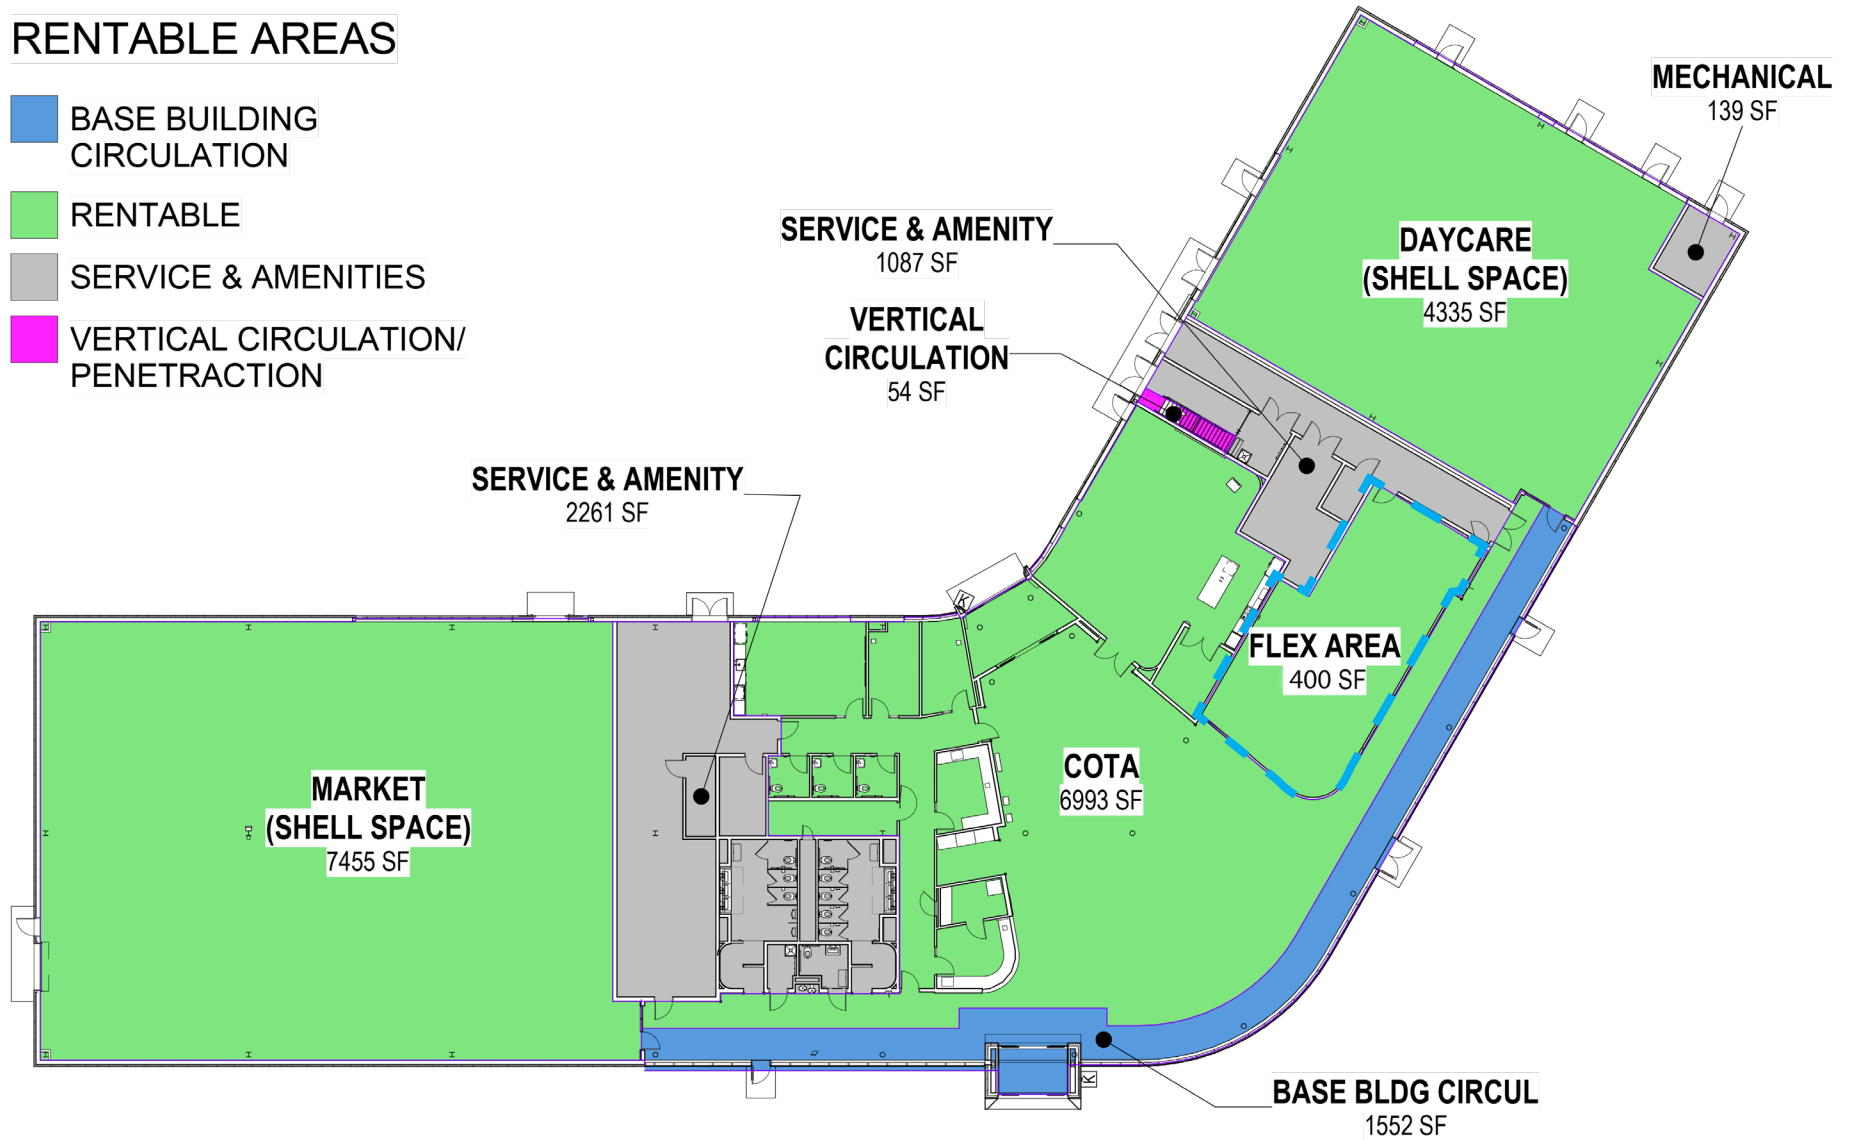 RENTABLE AREAS
BASE BUILDING
CIRCULATION
RENTABLE
SERVICE & AMENITIES
VERTICAL CIRCULATION/
PENETRACTION
MECHANICAL
139 SF
SERVICE & AMENITY
1087 SF
DAYCARE
(SHELL SPACE)
4335 SF
VERTICAL
CIRCULATION
54 SF
SERVICE & AMENITY
2261 SF
K
FLEX AREA
400 SF
COTA
6993 SF
MARKET
(SHELL SPACE)
7455 SF
K
BASE BLDG CIRCUL
1552 SF